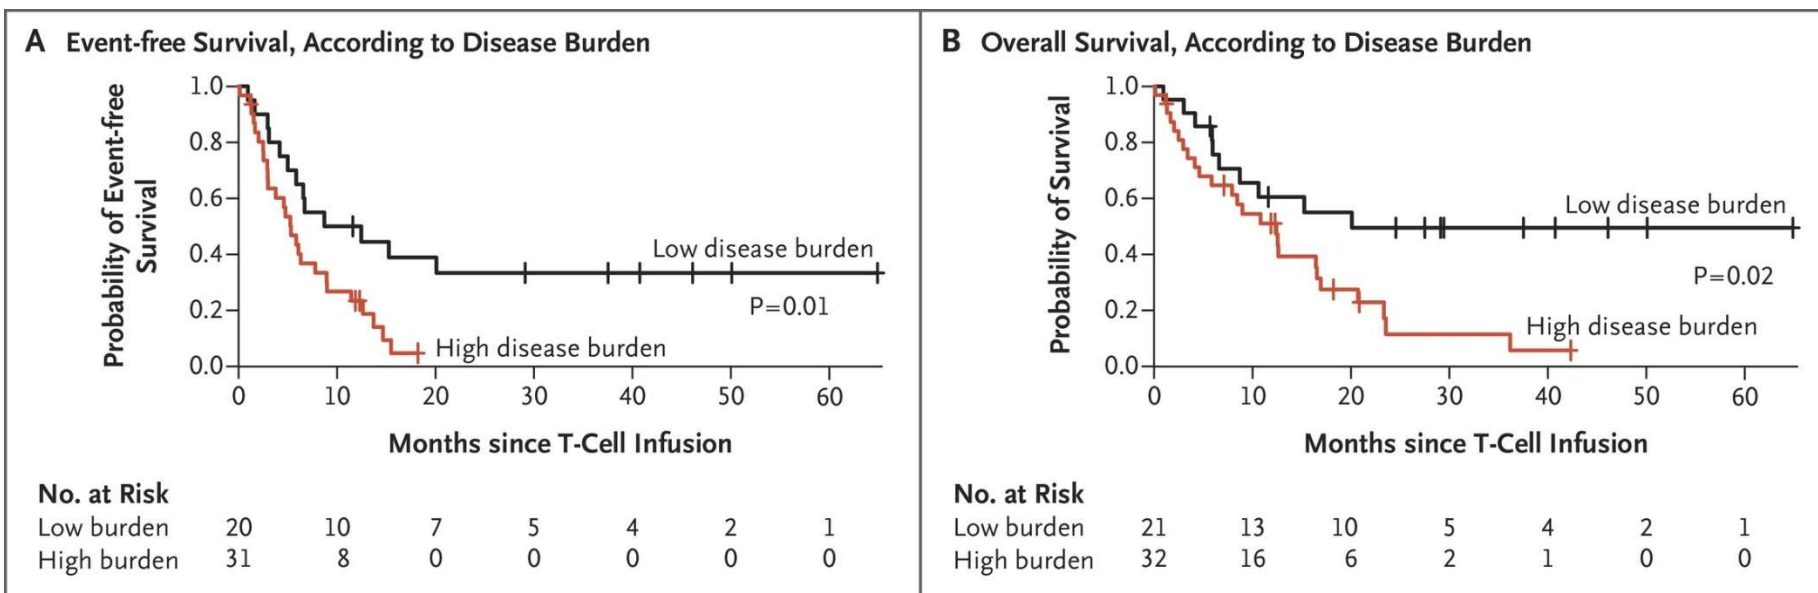 A Event-free Survival, According to Disease Burden
Probability of Event-free
Survival
1.0
0.8
0.6
0.4
0.2
0.0
Low disease burden
P=0.01
High disease burden
0 10 20 30 40 50 60
Months since T-Cell Infusion
No. at Risk
Low burden 20 10 7 5 4 2 1
High burden 31 8 0 0 0 0 0
B Overall Survival, According to Disease Burden
Probability of Survival
1.0
0.8
0.6
0.4
0.2
0.0
Low disease burden
P=0.02
High disease burden
0 10 20 30 40 50 60
Months since T-Cell Infusion
No. at Risk
Low burden 21 13 10 5 4 2 1
High burden 32 16 6 2 1 0 0